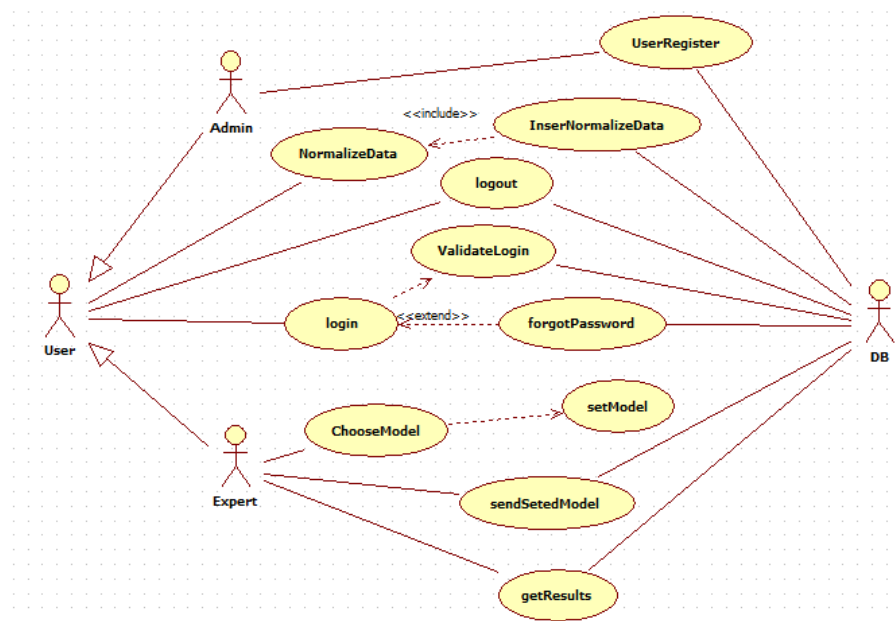 UserRegister
Admin
<<include>>
InserNormalizeData
NormalizeData
logout
ValidateLogin
User
login
<<extend>>
forgotPassword
DB
ChooseModel
setModel
Expert
sendSetedModel
getResults